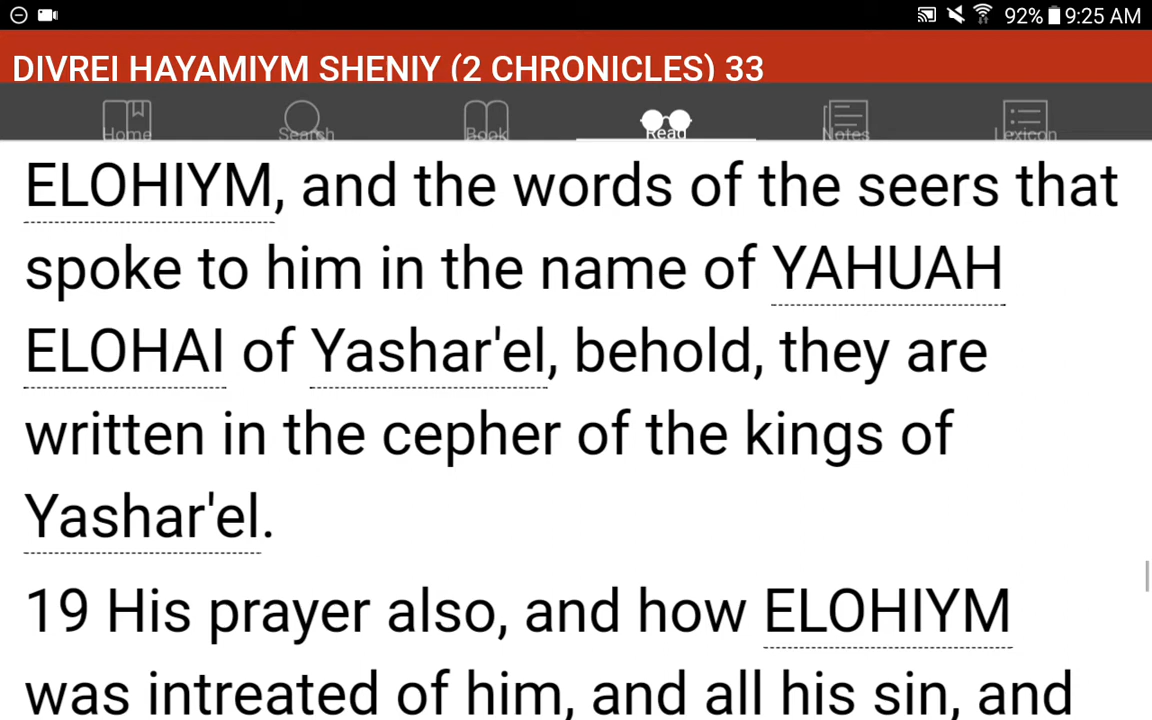 92% 9:25 AM
DIVREI HAYAMIYM SHENIY (2 CHRONICLES) 33
Home Search Book Read Notes Lexicon
ELOHIYM, and the words of the seers that
spoke to him in the name of YAHUAH
ELOHAI of Yashar'el, behold, they are
written in the cepher of the kings of
Yashar'el.
19 His prayer also, and how ELOHIYM
was intreated of him, and all his sin, and